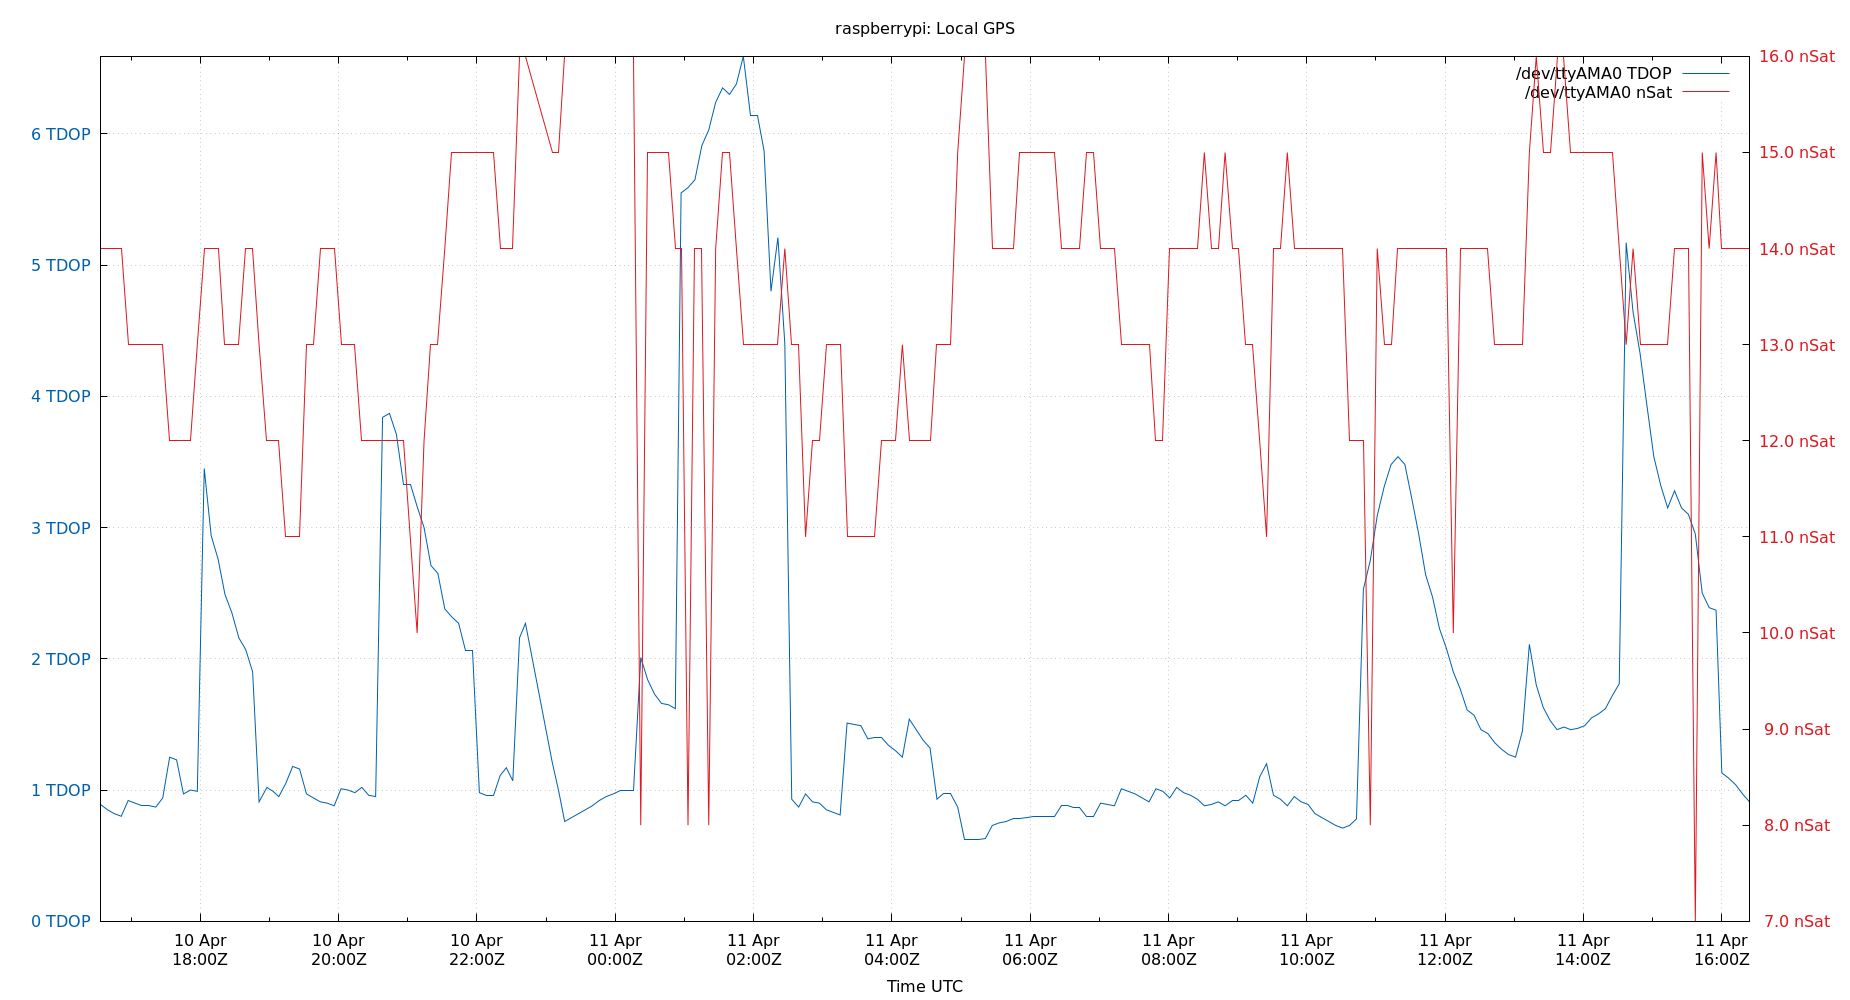 raspberrypi: Local GPS
/dev/ttyAMA0 TDOP
/dev/ttyAMA0 nSat
6 TDOP
5 TDOP
4 TDOP
3 TDOP
2 TDOP
1 TDOP
0 TDOP
16.0 nSat
15.0 nSat
14.0 nSat
13.0 nSat
12.0 nSat
11.0 nSat
10.0 nSat
9.0 nSat
8.0 nSat
7.0 nSat
10 Apr
18:00Z
10 Apr
20:00Z
10 Apr
22:00Z
11 Apr
00:00Z
11 Apr
02:00Z
11 Apr
04:00Z
11 Apr
06:00Z
11 Apr
08:00Z
11 Apr
10:00Z
11 Apr
12:00Z
11 Apr
14:00Z
11 Apr
16:00Z
Time UTC